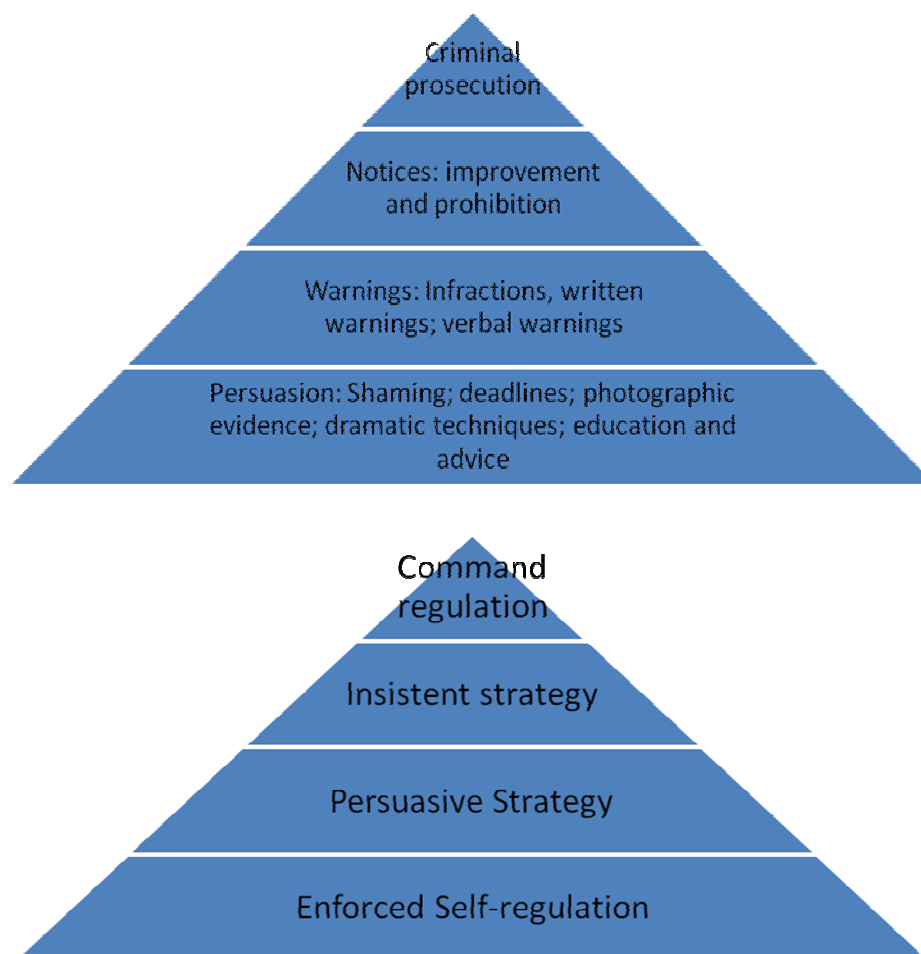 Criminal
prosecution
Notices: improvement
and prohibition
Warnings: Infractions, written
warnings; verbal warnings
Persuasion: Shaming; deadlines; photographic
evidence; dramatic techniques; education and
advice
Command
regulation
Insistent strategy
Persuasive Strategy
Enforced Self-regulation